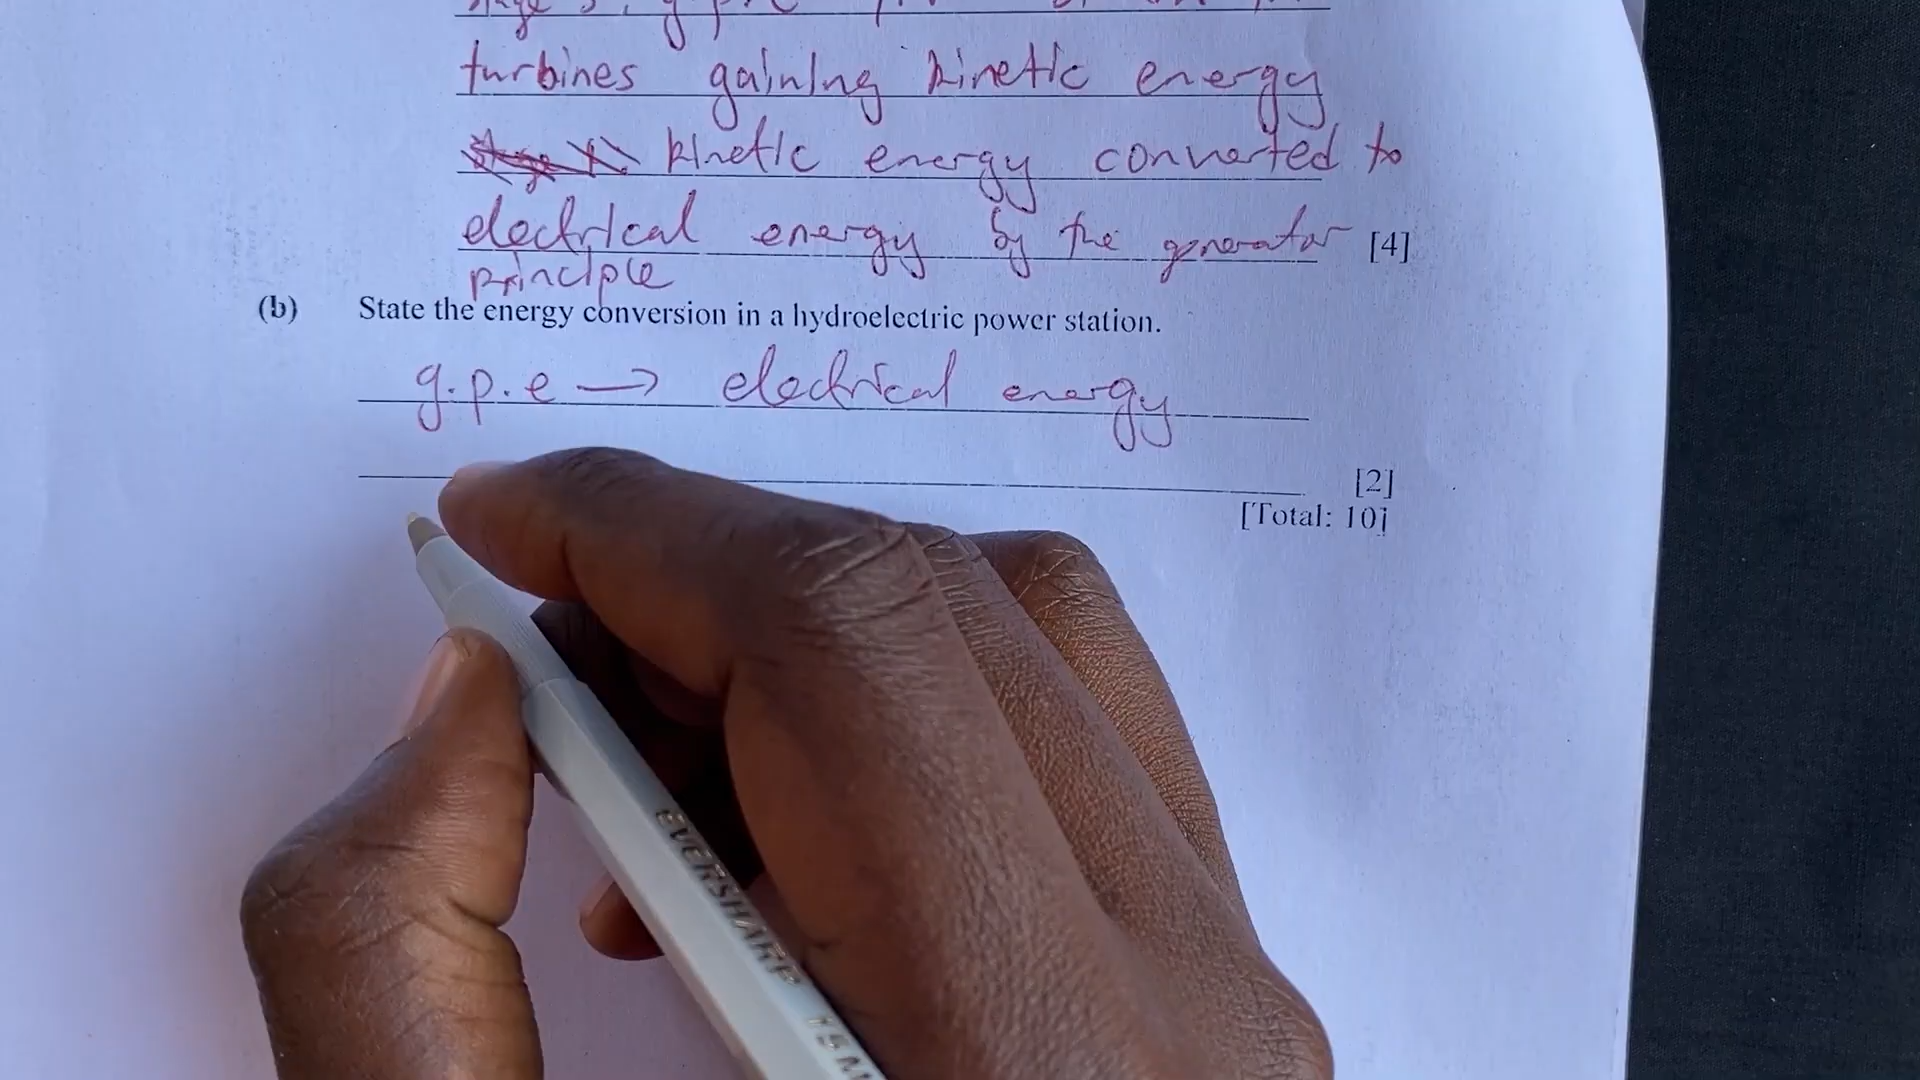 turbines gaining kinetic energy
kinetic energy converted to
electrical energy by the generator [4]
principle
(b) State the energy conversion in a hydroelectric power station.
g.p.e → electrical energy
[2]
[Total: 10]
EVERSHARP 15M